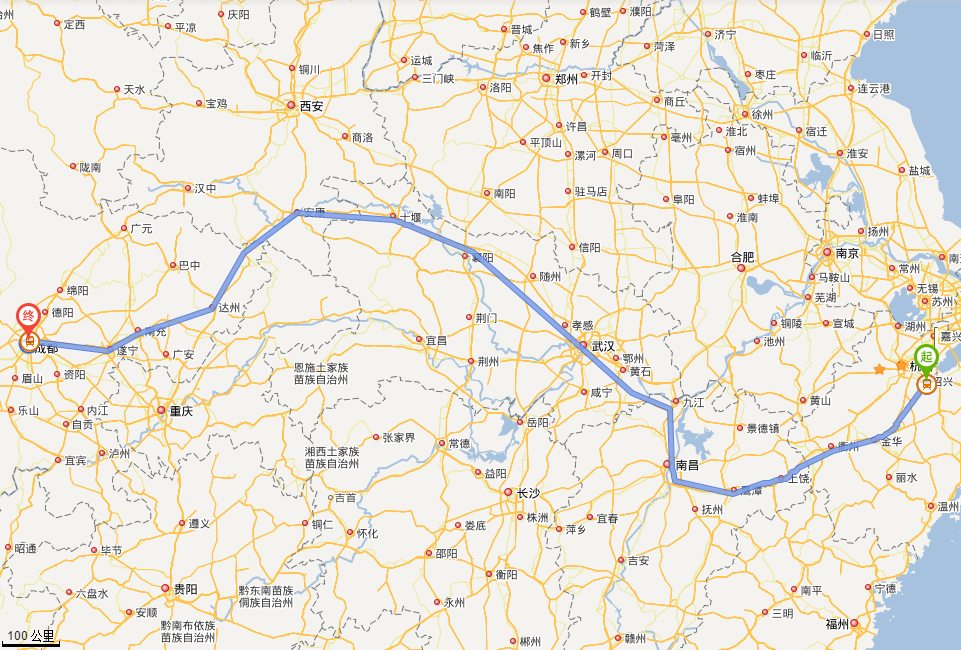 庆阳
鹤壁
濮阳
定西
平凉
晋城
新乡
济宁
日照
焦作
菏泽
临沂
铜川
运城
三门峡
郑州
开封
枣庄
天水
宝鸡
西安
洛阳
商丘
连云港
徐州
商洛
许昌
亳州
淮北
宿迁
平顶山
漯河
周口
宿州
淮安
陇南
盐城
汉中
南阳
驻马店
阜阳
蚌埠
安康
十堰
淮南
广元
信阳
扬州
合肥
南京
巴中
常州
随州
马鞍山
绵阳
无锡
芜湖
苏州
达州
德阳
终
荆门
孝感
铜陵
宣城
湖州
南充
宜昌
武汉
池州
嘉兴
成都
遂宁
广安
荆州
鄂州
起
黄石
恩施土家族
苗族自治州
眉山
资阳
绍兴
咸宁
九江
黄山
乐山
内江
重庆
自贡
岳阳
景德镇
张家界
常德
衢州
金华
泸州
宜宾
湘西土家族
苗族自治州
南昌
益阳
上饶
丽水
鹰潭
吉首
长沙
抚州
温州
遵义
铜仁
娄底
株洲
宜春
怀化
萍乡
昭通
毕节
邵阳
吉安
衡阳
贵阳
黔东南苗族
侗族自治州
南平
宁德
六盘水
永州
安顺
三明
黔南布依族
苗族自治州
福州
100 公里
郴州
赣州